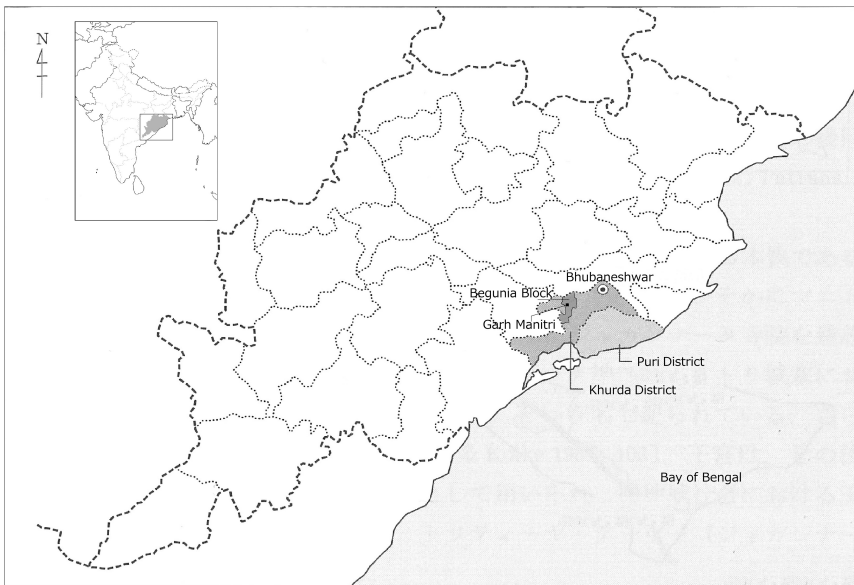 N
Bhubaneshwar
Begunia Block
Garh Manitri
Puri District
Khurda District
Bay of Bengal